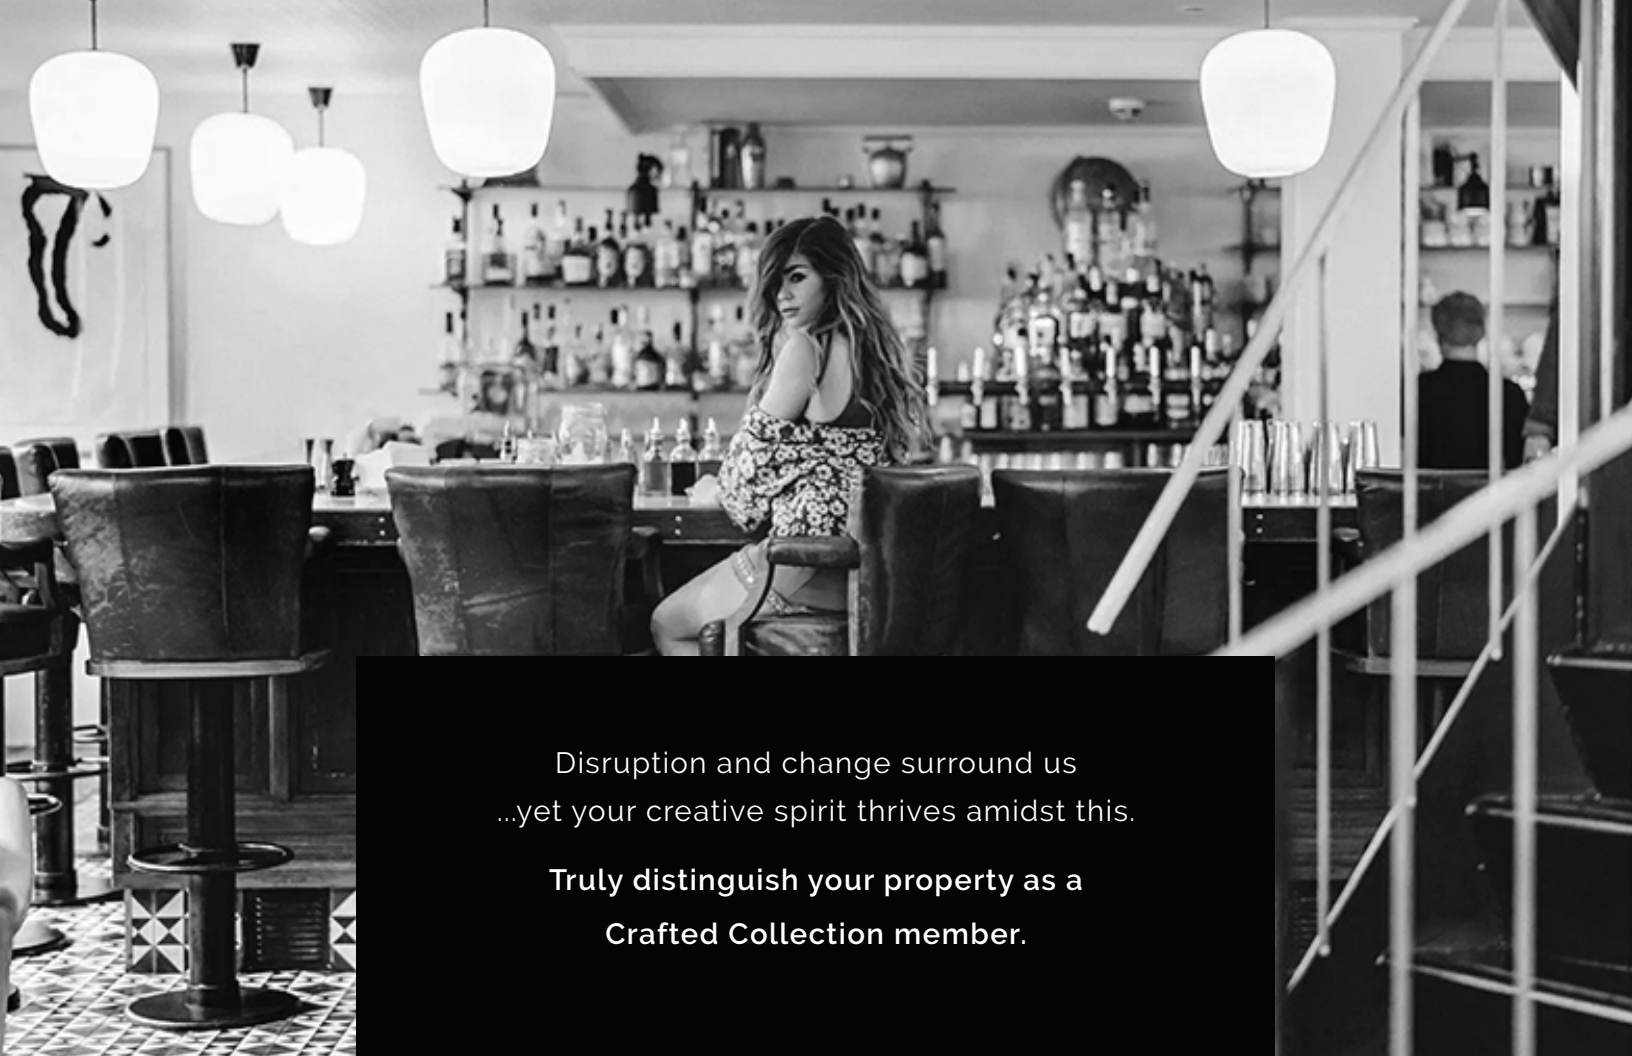 Disruption and change surround us
...yet your creative spirit thrives amidst this.
Truly distinguish your property as a
Crafted Collection member.